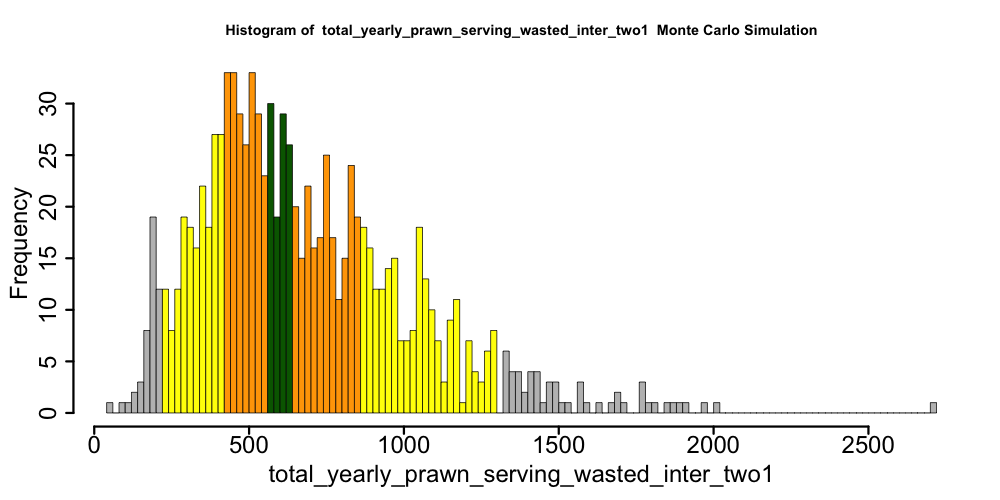 Histogram of  total_yearly_prawn_serving_wasted_inter_two1  Monte Carlo Simulation
Frequency
30
25
20
15
10
5
0
0 500 1000 1500 2000 2500
total_yearly_prawn_serving_wasted_inter_two1